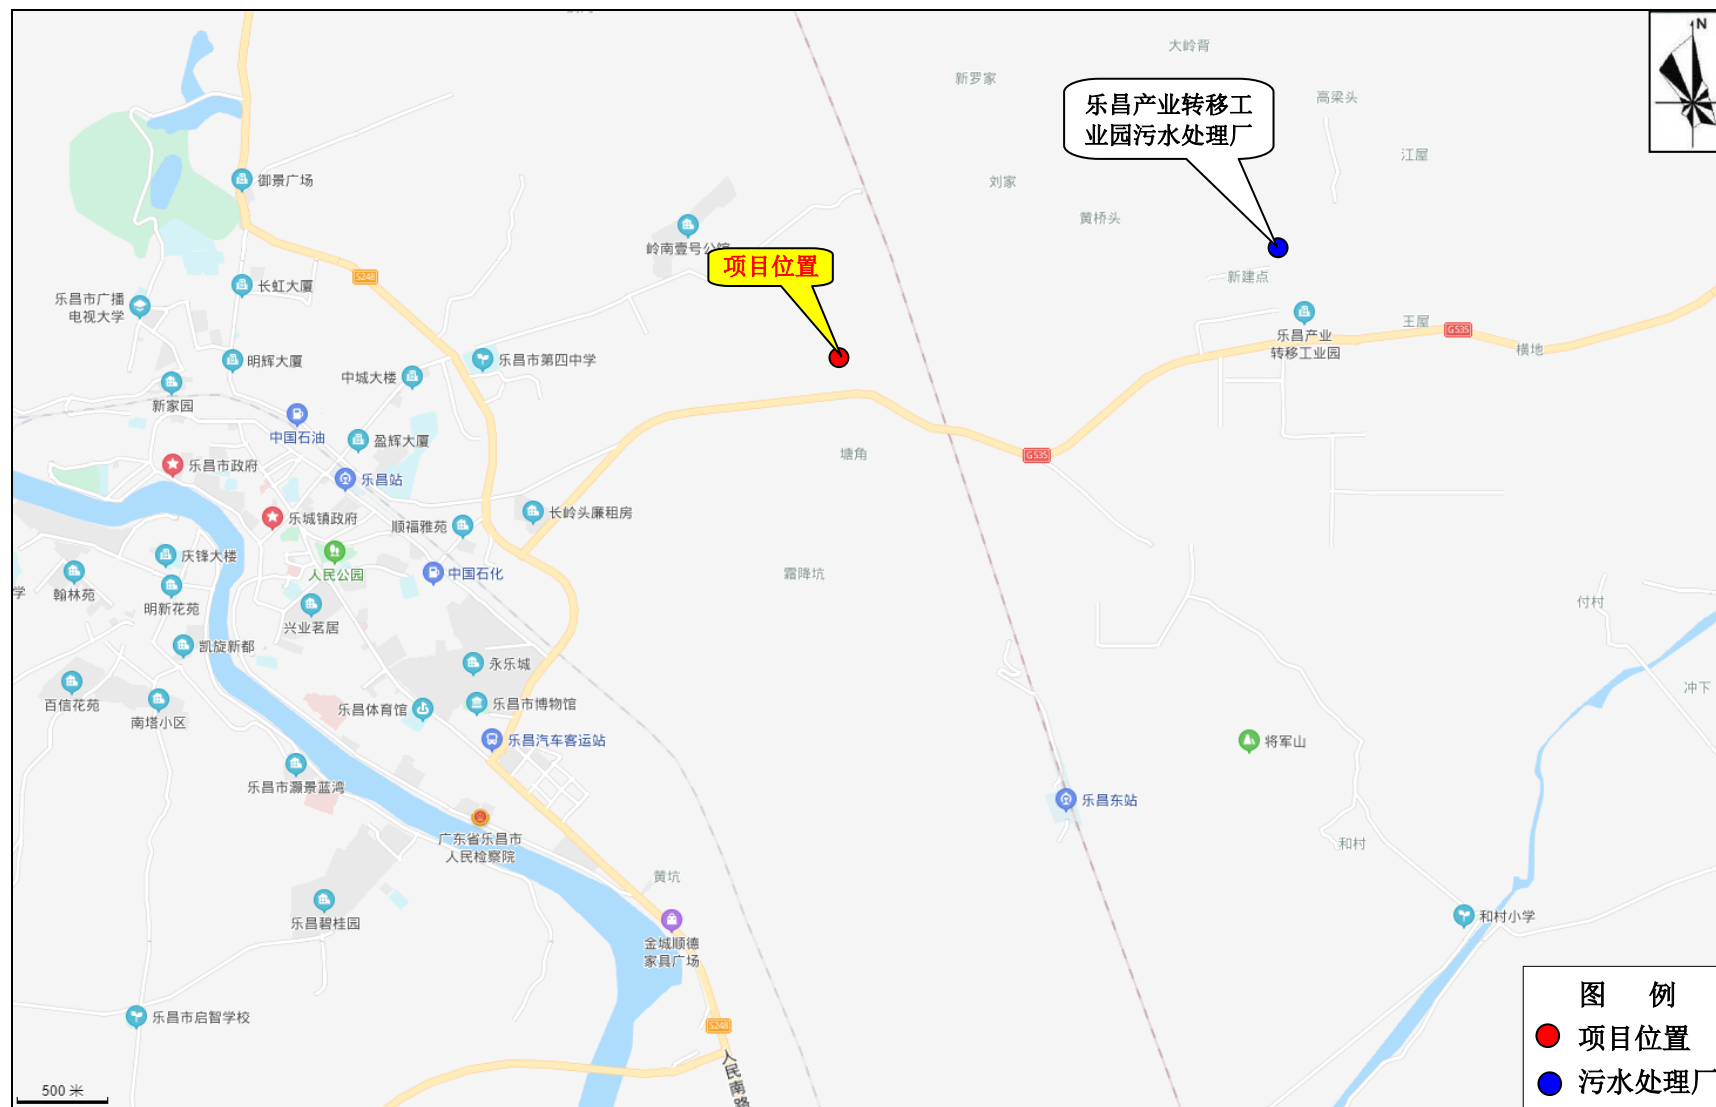 大岭背
新罗家
N
乐昌产业转移工
业园污水处理厂
高梁头
江屋
御景广场
刘家
黄桥头
岭南壹号公馆
项目位置
S248
长虹大厦
新建点
乐昌市广播
电视大学
王屋
G535
乐昌产业
转移工业园
横地
明辉大厦
乐昌市第四中学
中城大楼
新家园
中国石油
盈辉大厦
塘角
G535
乐昌市政府
乐昌站
乐城镇政府
顺福雅苑
长岭头廉租房
庆锋大楼
人民公园
中国石化
霜降坑
学
翰林苑
明新花苑
兴业茗居
付村
凯旋新都
永乐城
百信花苑
南塔小区
乐昌体育馆
乐昌市博物馆
冲下
乐昌汽车客运站
将军山
乐昌市灏景蓝湾
乐昌东站
广东省乐昌市
人民检察院
和村
黄坑
乐昌碧桂园
金城顺德
家具广场
和村小学
图 例
项目位置
污水处理厂
乐昌市启智学校
S248
人民南路
500 米